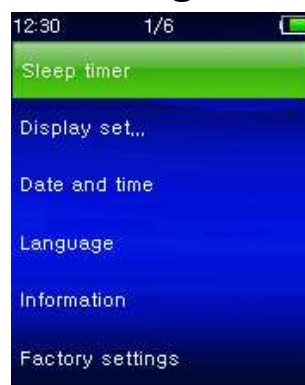 12:30 1/6
Sleep timer
Display set...
Date and time
Language
Information
Factory settings